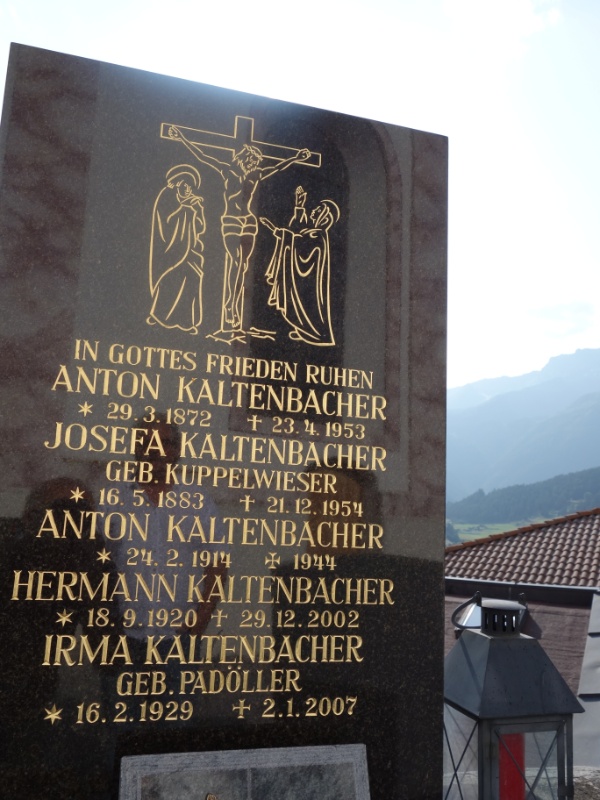 IN GOTTES FRIEDEN RUHEN
ANTON KALTENBACHER
✶ 29.3.1872 ✝ 23.4.1953
JOSEFA KALTENBACHER
GEB. KUPPELWIESER
✶ 16.5.1883 ✝ 21.12.1954
ANTON KALTENBACHER
✶ 24.2.1914 ✠ 1944
HERMANN KALTENBACHER
✶ 18.9.1920 ✝ 29.12.2002
IRMA KALTENBACHER
GEB. PADÖLLER
✶ 16.2.1929 ✝ 2.1.2007